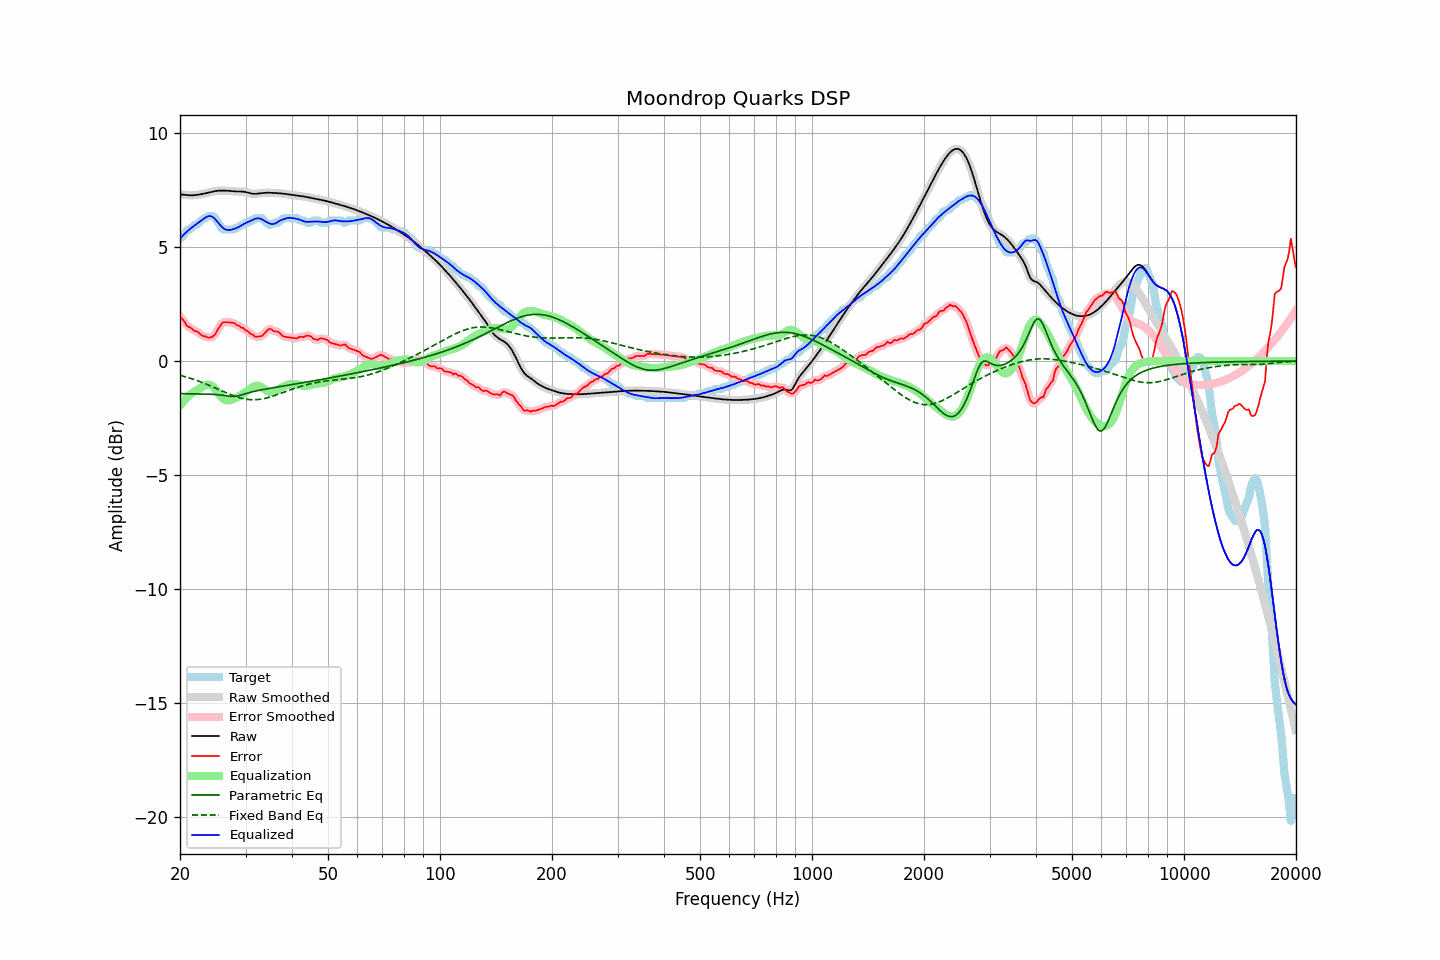 Moondrop Quarks DSP
10
5
0
−5
−10
−15
−20
Amplitude (dBr)
Target
Raw Smoothed
Error Smoothed
Raw
Error
Equalization
Parametric Eq
Fixed Band Eq
Equalized
20 50 100 200 500 1000 2000 5000 10000 20000
Frequency (Hz)